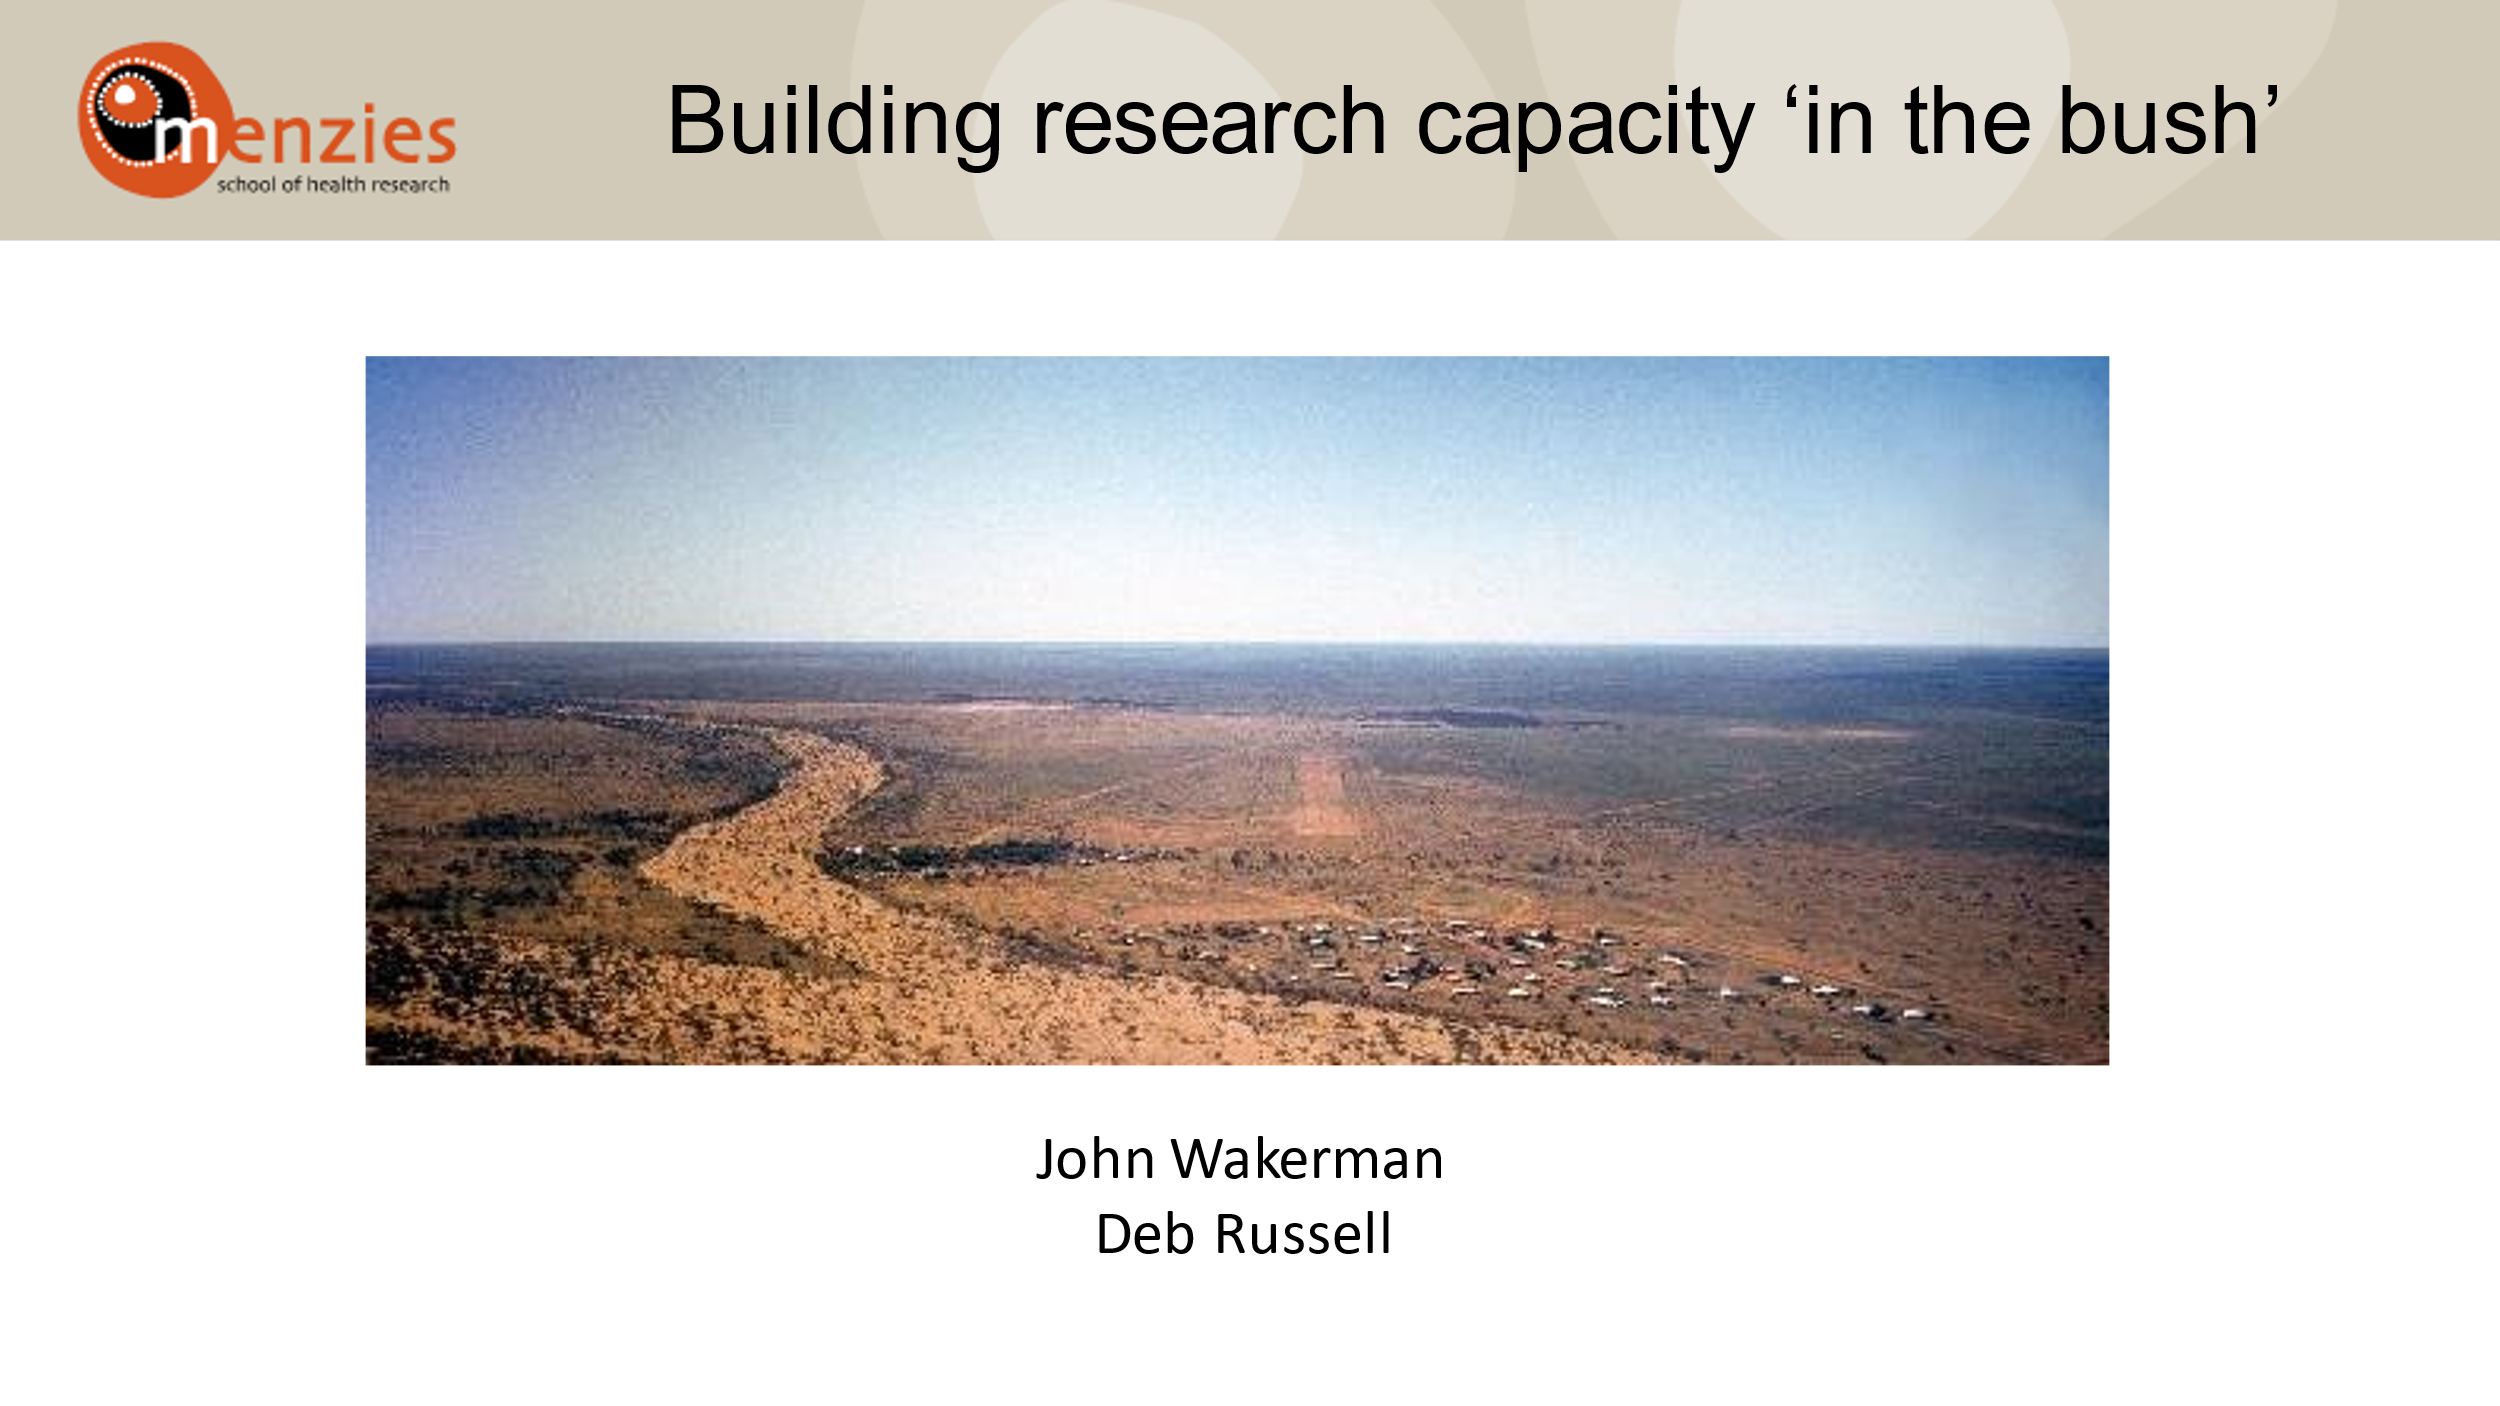 menzies
school of health research
Building research capacity ‘in the bush’
John Wakerman
Deb Russell